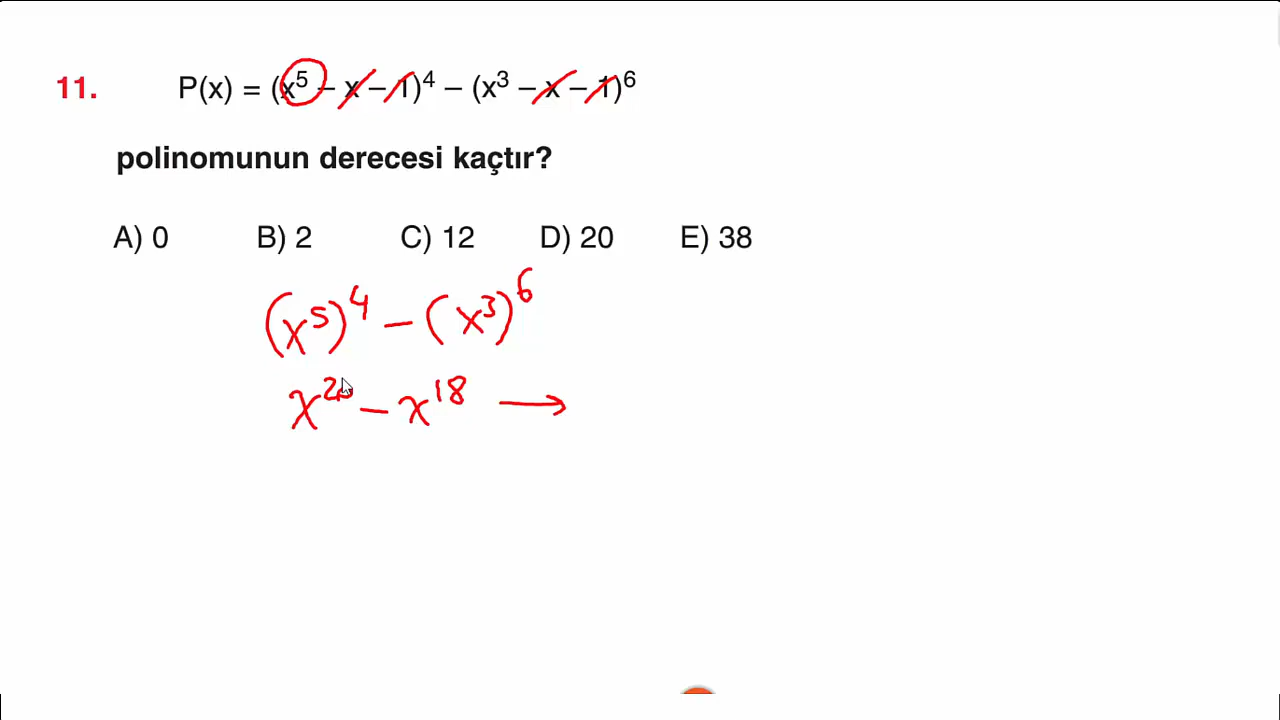 11. P(x) = (x⁵ – x – 1)⁴ – (x³ – x – 1)⁶
polinomunun derecesi kaçtır?
A) 0 B) 2 C) 12 D) 20 E) 38
(x⁵)⁴ – (x³)⁶
x²⁰ – x¹⁸ →